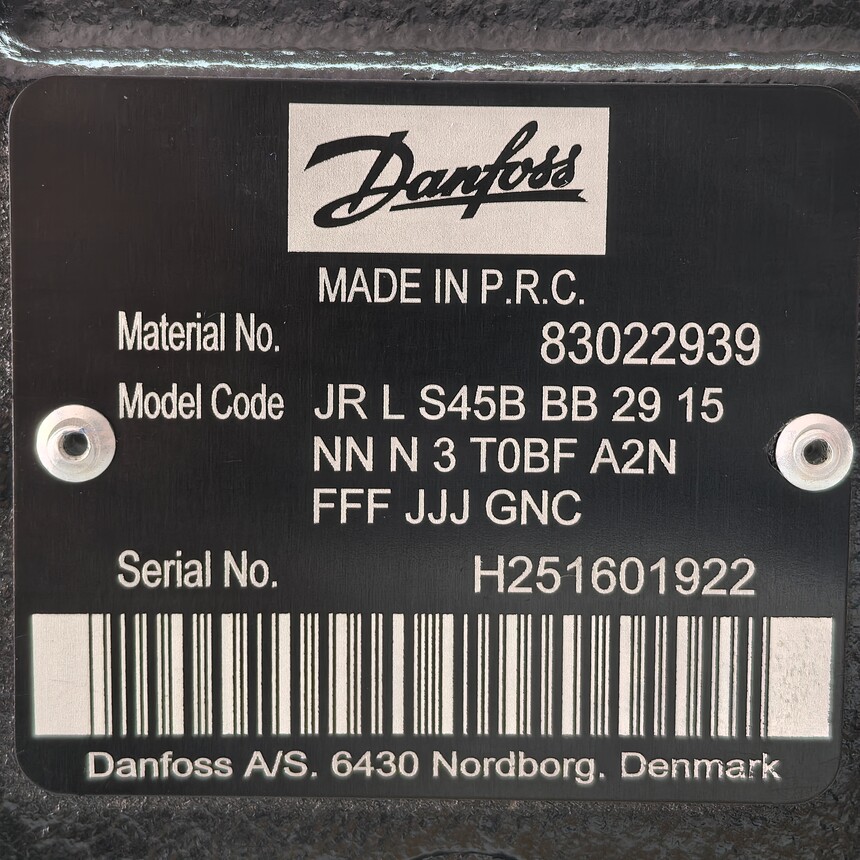 Danfoss
MADE IN P.R.C.
Material No. 83022939
Model Code JR L S45B BB 29 15
NN N 3 T0BF A2N
FFF JJJ GNC
Serial No. H251601922
Danfoss A/S. 6430 Nordborg. Denmark